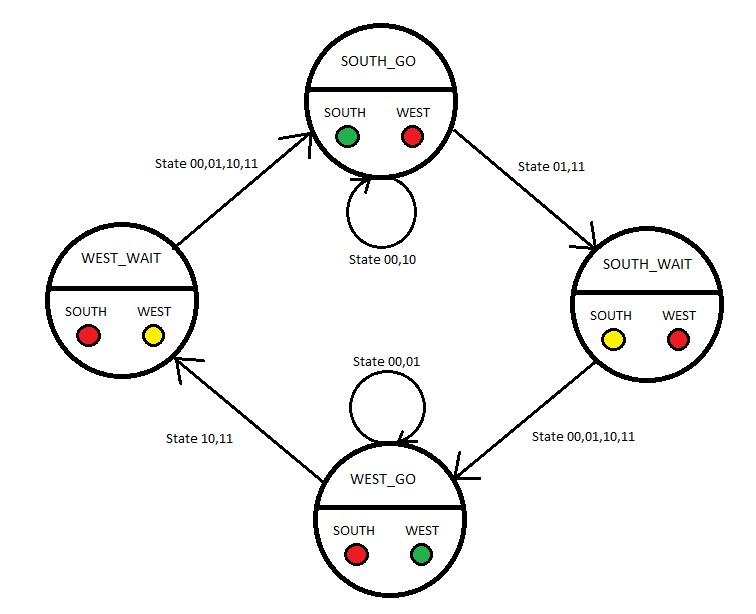 SOUTH_GO
SOUTH WEST
State 00,01,10,11
State 01,11
State 00,10
WEST_WAIT
SOUTH WEST
SOUTH_WAIT
SOUTH WEST
State 00,01
State 10,11
State 00,01,10,11
WEST_GO
SOUTH WEST